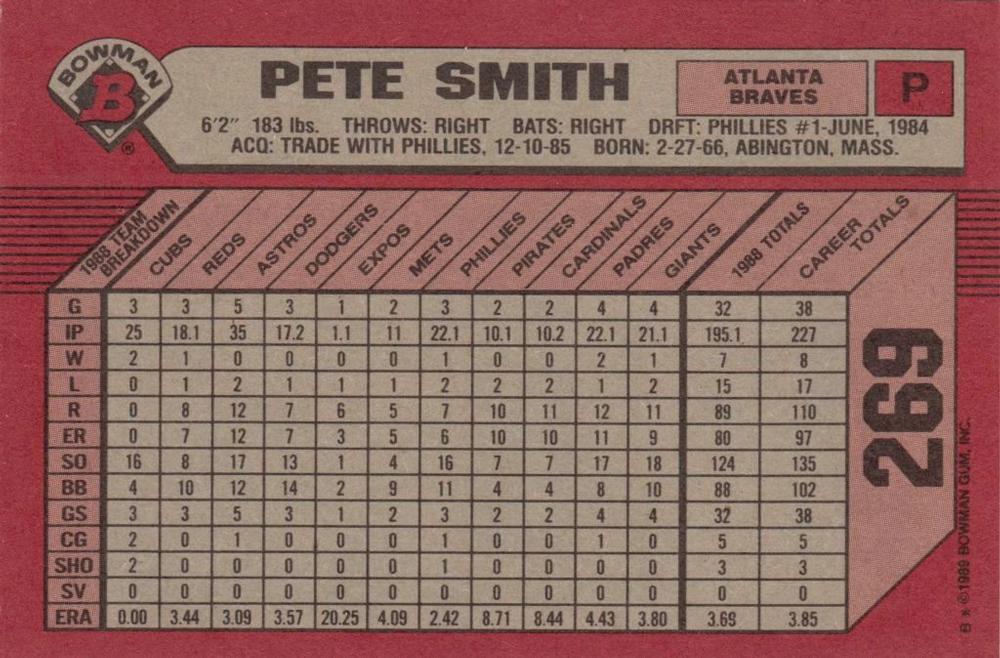 BOWMAN
B
®
PETE SMITH
ATLANTA
BRAVES
P
6'2" 183 lbs. THROWS: RIGHT BATS: RIGHT DRFT: PHILLIES #1-JUNE, 1984
ACQ: TRADE WITH PHILLIES, 12-10-85 BORN: 2-27-66, ABINGTON, MASS.
1988 TEAM
BREAKDOWN CUBS REDS ASTROS DODGERS EXPOS METS PHILLIES PIRATES CARDINALS PADRES GIANTS 1988 TOTALS CAREER
TOTALS
G 3 3 5 3 1 2 3 2 2 4 4 32 38
IP 25 18.1 35 17.2 1.1 11 22.1 10.1 10.2 22.1 21.1 195.1 227
W 2 1 0 0 0 0 1 0 0 2 1 7 8
L 0 1 2 1 1 1 2 2 2 1 2 15 17
R 0 8 12 7 6 5 7 10 11 12 11 89 110
ER 0 7 12 7 3 5 6 10 10 11 9 80 97
SO 16 8 17 13 1 4 16 7 7 17 18 124 135
BB 4 10 12 14 2 9 11 4 4 8 10 88 102
GS 3 3 5 3 1 2 3 2 2 4 4 32 38
CG 2 0 1 0 0 0 1 0 0 1 0 5 5
SHO 2 0 0 0 0 0 1 0 0 0 0 3 3
SV 0 0 0 0 0 0 0 0 0 0 0 0 0
ERA 0.00 3.44 3.09 3.57 20.25 4.09 2.42 8.71 8.44 4.43 3.80 3.69 3.85
269
B * ©1989 BOWMAN GUM, INC.